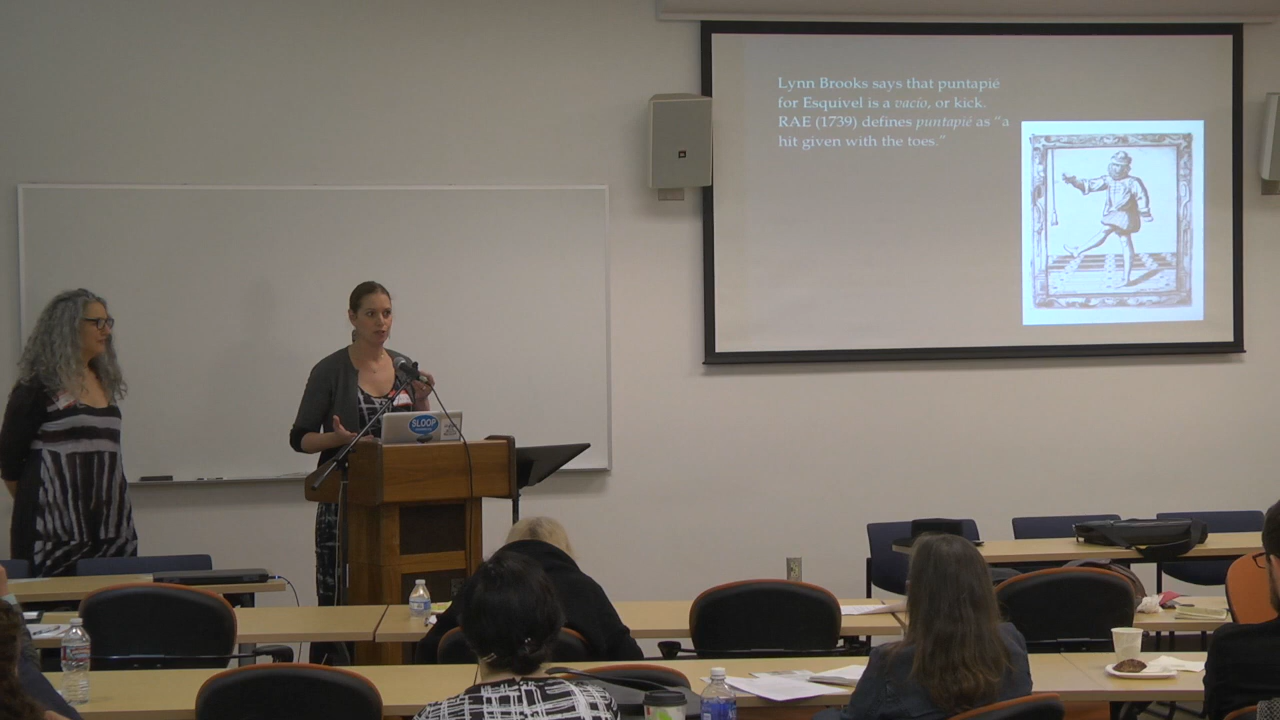 Lynn Brooks says that puntapié
for Esquivel is a vacío, or kick.
RAE (1739) defines puntapié as "a
hit given with the toes."
SLOOP